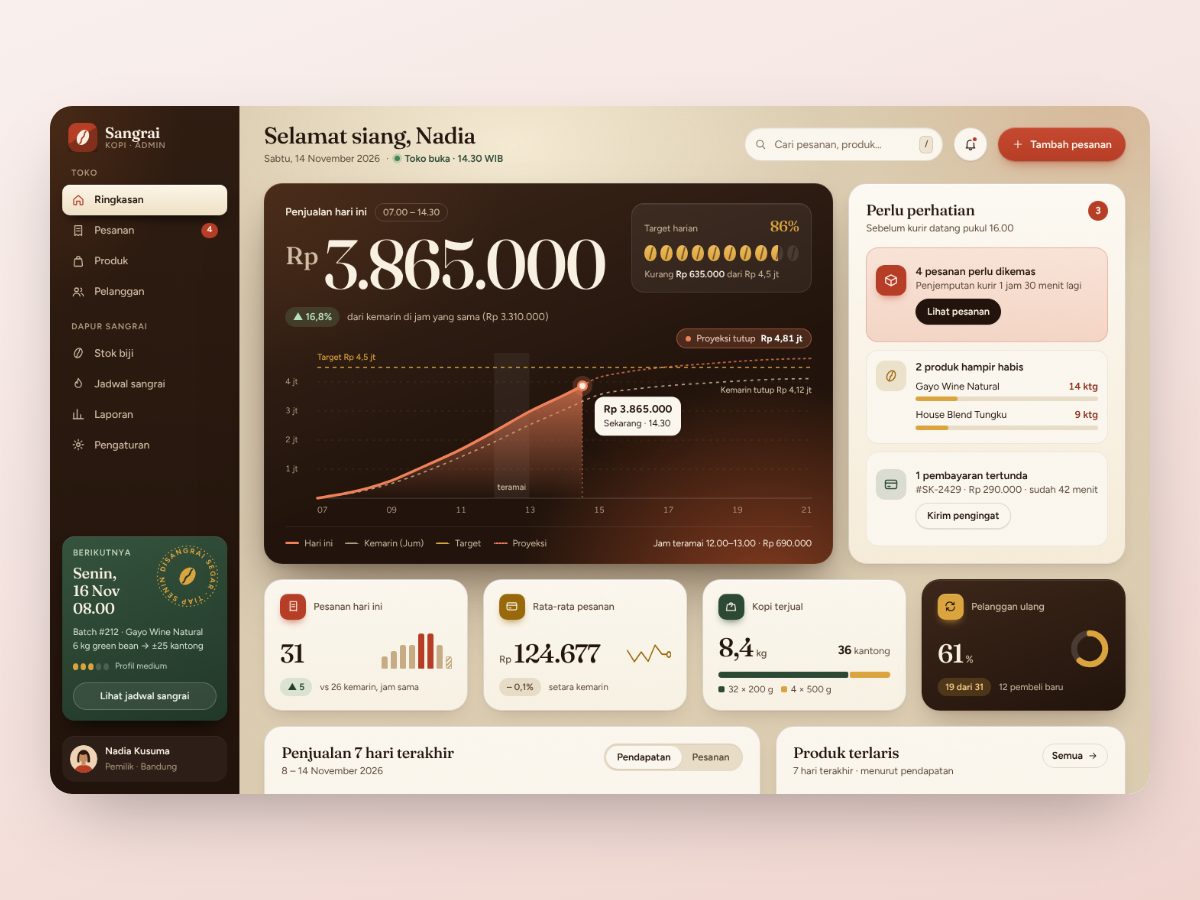 Sangrai
KOPI · ADMIN
TOKO
Ringkasan
Pesanan 4
Produk
Pelanggan
DAPUR SANGRAI
Stok biji
Jadwal sangrai
Laporan
Pengaturan
BERIKUTNYA
Senin,
16 Nov
08.00
DISANGRAI SEGAR · TIAP SENIN ·
Batch #212 · Gayo Wine Natural
6 kg green bean → ±25 kantong
Profil medium
Lihat jadwal sangrai
Nadia Kusuma
Pemilik · Bandung
Selamat siang, Nadia
Sabtu, 14 November 2026 · Toko buka · 14.30 WIB
Cari pesanan, produk… /
+ Tambah pesanan
Penjualan hari ini 07.00 – 14.30
Rp 3.865.000
▲ 16,8% dari kemarin di jam yang sama (Rp 3.310.000)
Target harian 86%
Kurang Rp 635.000 dari Rp 4,5 jt
Proyeksi tutup Rp 4,81 jt
Target Rp 4,5 jt
4 jt
3 jt
2 jt
1 jt
Kemarin tutup Rp 4,12 jt
Rp 3.865.000
Sekarang · 14.30
teramai
07 09 11 13 15 17 19 21
Hari ini Kemarin (Jum) Target Proyeksi
Jam teramai 12.00–13.00 · Rp 690.000
Perlu perhatian 3
Sebelum kurir datang pukul 16.00
4 pesanan perlu dikemas
Penjemputan kurir 1 jam 30 menit lagi
Lihat pesanan
2 produk hampir habis
Gayo Wine Natural 14 ktg
House Blend Tungku 9 ktg
1 pembayaran tertunda
#SK-2429 · Rp 290.000 · sudah 42 menit
Kirim pengingat
Pesanan hari ini
31
▲ 5 vs 26 kemarin, jam sama
Rata-rata pesanan
Rp 124.677
− 0,1% setara kemarin
Kopi terjual
8,4 kg 36 kantong
32 × 200 g 4 × 500 g
Pelanggan ulang
61 %
19 dari 31 12 pembeli baru
Penjualan 7 hari terakhir
8 – 14 November 2026
Pendapatan Pesanan
Produk terlaris
7 hari terakhir · menurut pendapatan
Semua →